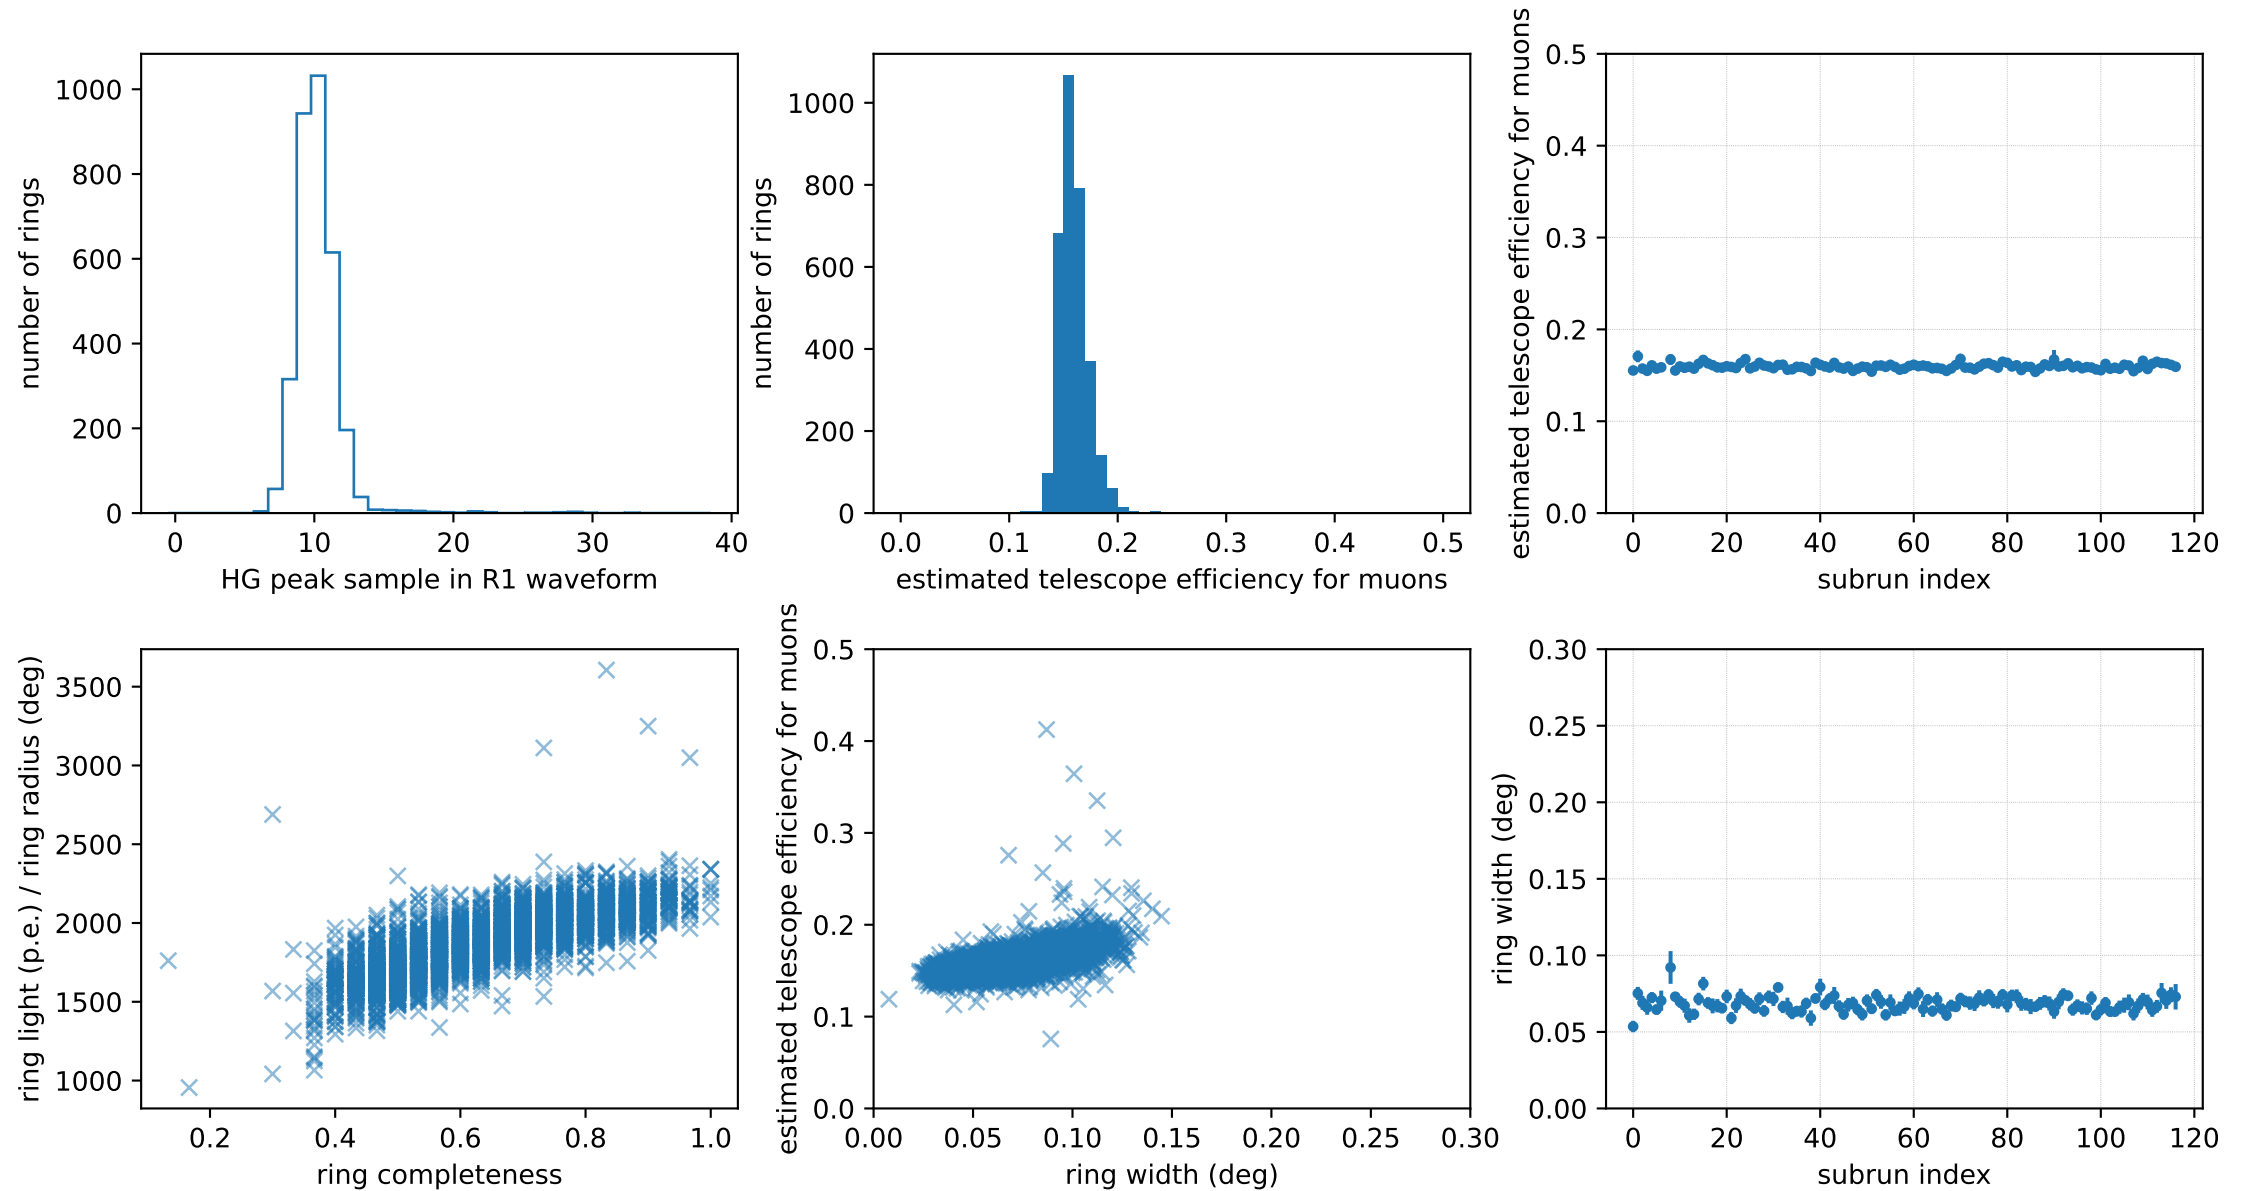 number of rings
1000
800
600
400
200
0
0 10 20 30 40
HG peak sample in R1 waveform
number of rings
1000
800
600
400
200
0
0.0 0.1 0.2 0.3 0.4 0.5
estimated telescope efficiency for muons
estimated telescope efficiency for muons
0.5
0.4
0.3
0.2
0.1
0.0
0 20 40 60 80 100 120
subrun index
ring light (p.e.) / ring radius (deg)
3500
3000
2500
2000
1500
1000
0.2 0.4 0.6 0.8 1.0
ring completeness
estimated telescope efficiency for muons
0.5
0.4
0.3
0.2
0.1
0.0
0.00 0.05 0.10 0.15 0.20 0.25 0.30
ring width (deg)
ring width (deg)
0.30
0.25
0.20
0.15
0.10
0.05
0.00
0 20 40 60 80 100 120
subrun index